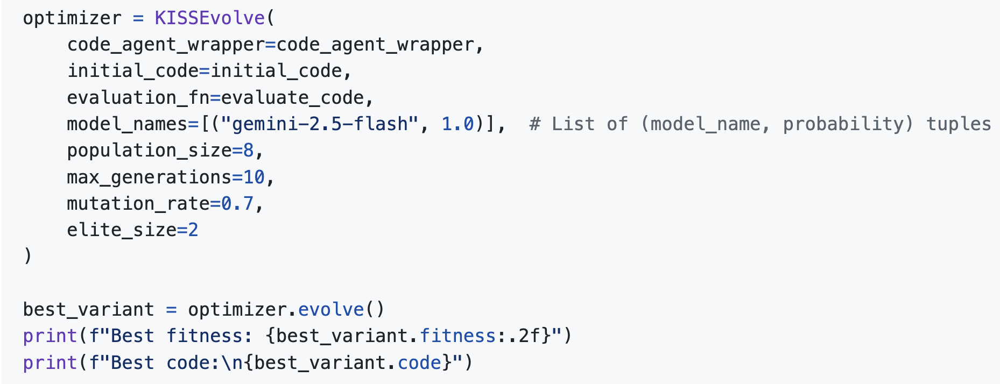 optimizer = KISSEvolve(
    code_agent_wrapper=code_agent_wrapper,
    initial_code=initial_code,
    evaluation_fn=evaluate_code,
    model_names=[("gemini-2.5-flash", 1.0)],  # List of (model_name, probability) tuples
    population_size=8,
    max_generations=10,
    mutation_rate=0.7,
    elite_size=2
)

best_variant = optimizer.evolve()
print(f"Best fitness: {best_variant.fitness:.2f}")
print(f"Best code:\n{best_variant.code}")